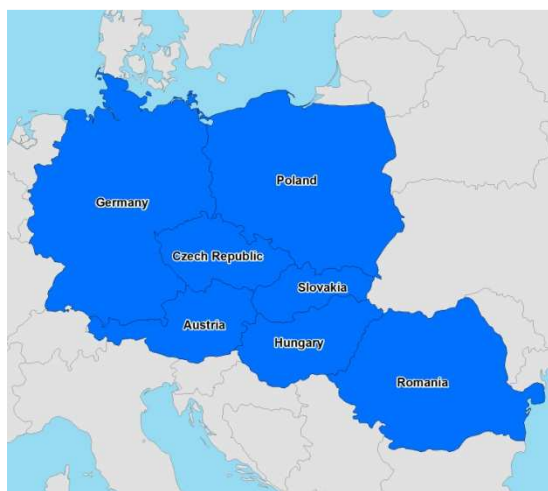 Poland
Germany
Czech Republic
Slovakia
Austria
Hungary
Romania